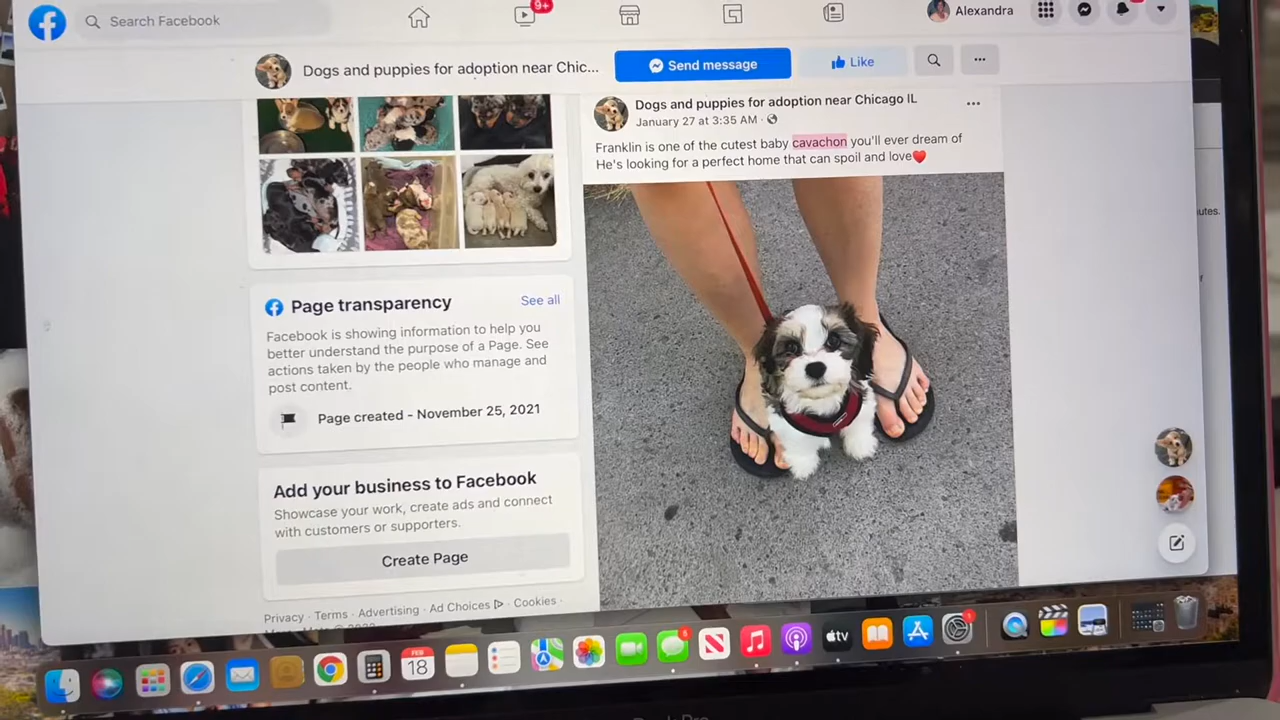 Search Facebook
9+
Alexandra
Dogs and puppies for adoption near Chic...
Send message
Like
Dogs and puppies for adoption near Chicago IL
January 27 at 3:35 AM ·
Franklin is one of the cutest baby cavachon you'll ever dream of
He's looking for a perfect home that can spoil and love❤️
Page transparency
See all
Facebook is showing information to help you
better understand the purpose of a Page. See
actions taken by the people who manage and
post content.
Page created - November 25, 2021
Add your business to Facebook
Showcase your work, create ads and connect
with customers or supporters.
Create Page
Privacy · Terms · Advertising · Ad Choices · Cookies ·
utes.
FEB
18
tv